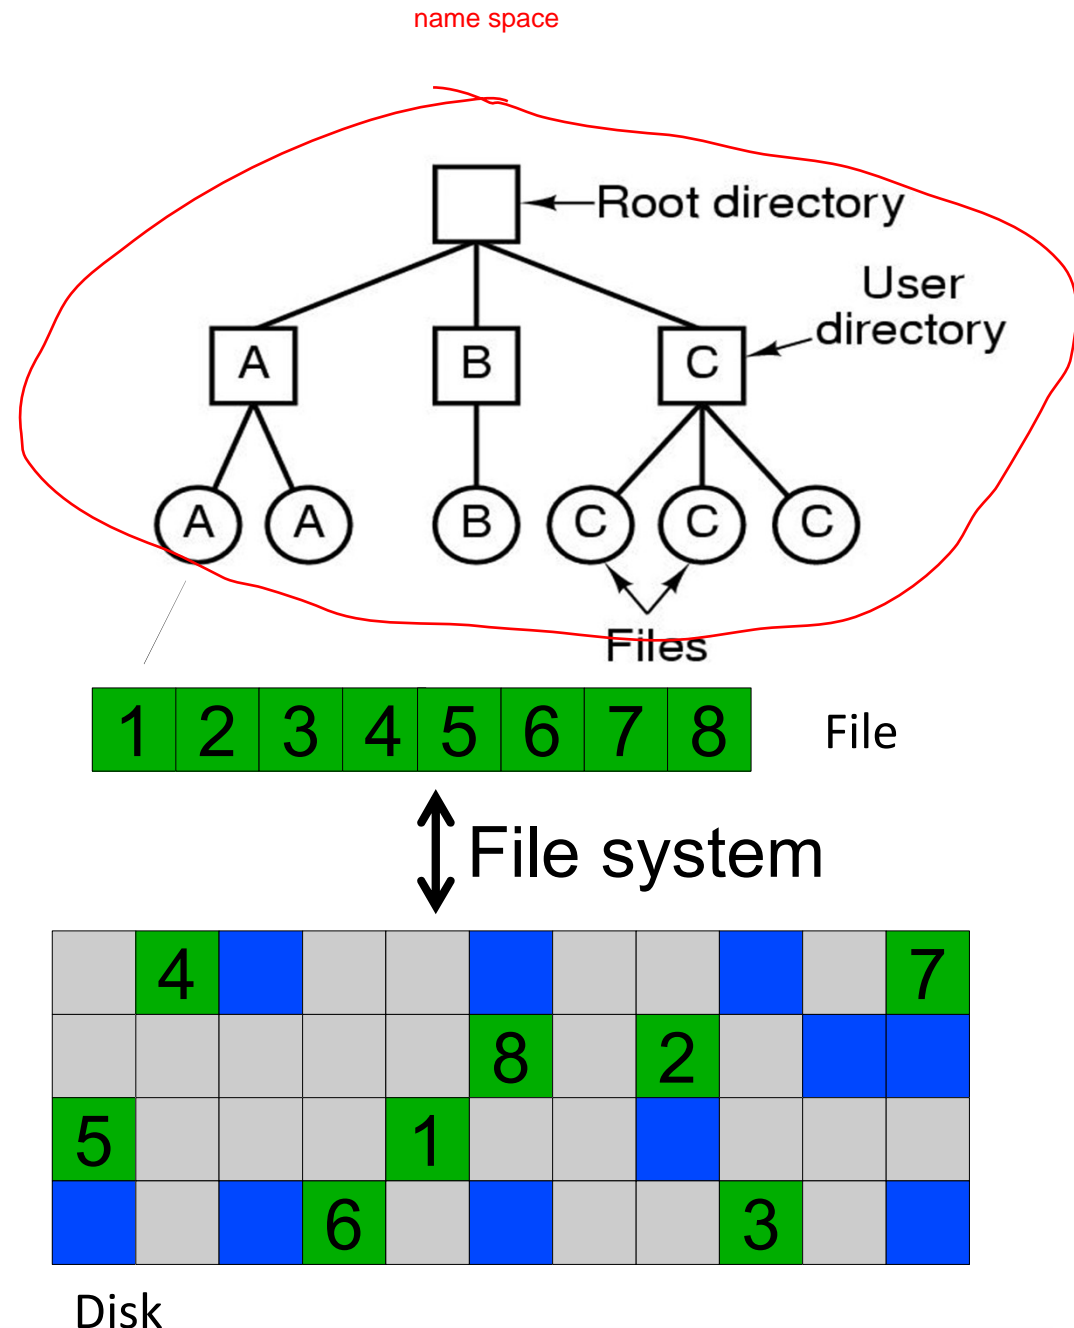 name space
Root directory
User
directory
A B C
A A B C C C
Files
1 2 3 4 5 6 7 8
File
File system
4 7
8 2
5 1
6 3
Disk